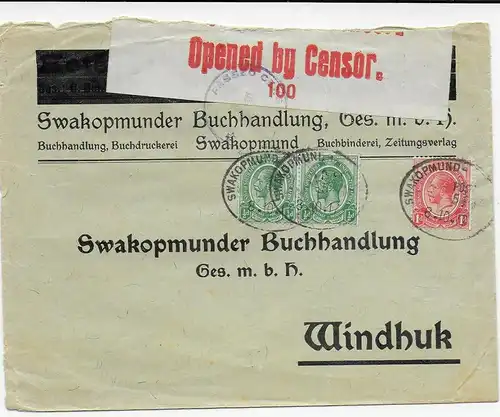 Opened by Censor.
100
PASSED
Swakopmunder Buchhandlung, Ges. m. b. H.
Buchhandlung, Buchdruckerei Swakopmund Buchbinderei, Zeitungsverlag
SWAKOPMUND
SWAKOPMUND
SWAKOPMUND
Swakopmunder Buchhandlung
Ges. m. b. H.
Windhuk